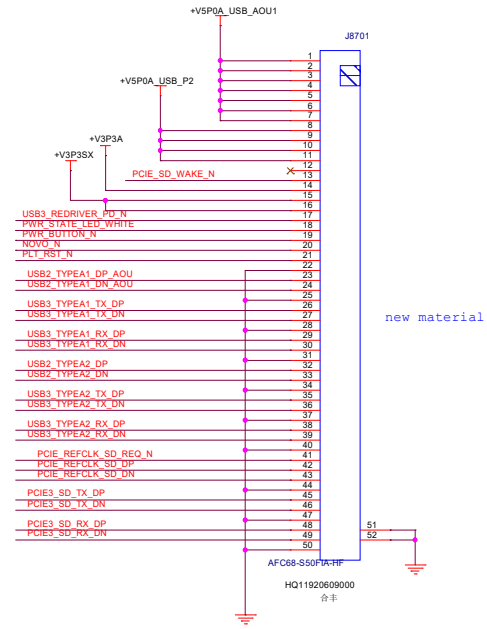 +V5P0A_USB_AOU1
J8701
+V5P0A_USB_P2
+V3P3A
+V3P3SX
PCIE_SD_WAKE_N
USB3_REDRIVER_PD_N
PWR_STATE_LED_WHITE
PWR_BUTTON_N
NOVO_N
PLT_RST_N
USB2_TYPEA1_DP_AOU
USB2_TYPEA1_DN_AOU
USB3_TYPEA1_TX_DP
USB3_TYPEA1_TX_DN
USB3_TYPEA1_RX_DP
USB3_TYPEA1_RX_DN
USB2_TYPEA2_DP
USB2_TYPEA2_DN
USB3_TYPEA2_TX_DP
USB3_TYPEA2_TX_DN
USB3_TYPEA2_RX_DP
USB3_TYPEA2_RX_DN
PCIE_REFCLK_SD_REQ_N
PCIE_REFCLK_SD_DP
PCIE_REFCLK_SD_DN
PCIE3_SD_TX_DP
PCIE3_SD_TX_DN
PCIE3_SD_RX_DP
PCIE3_SD_RX_DN
1
2
3
4
5
6
7
8
9
10
11
12
13
14
15
16
17
18
19
20
21
22
23
24
25
26
27
28
29
30
31
32
33
34
35
36
37
38
39
40
41
42
43
44
45
46
47
48
49
50
51
52
new material
AFC68-S50FIA-HF
HQ11920609000
合丰